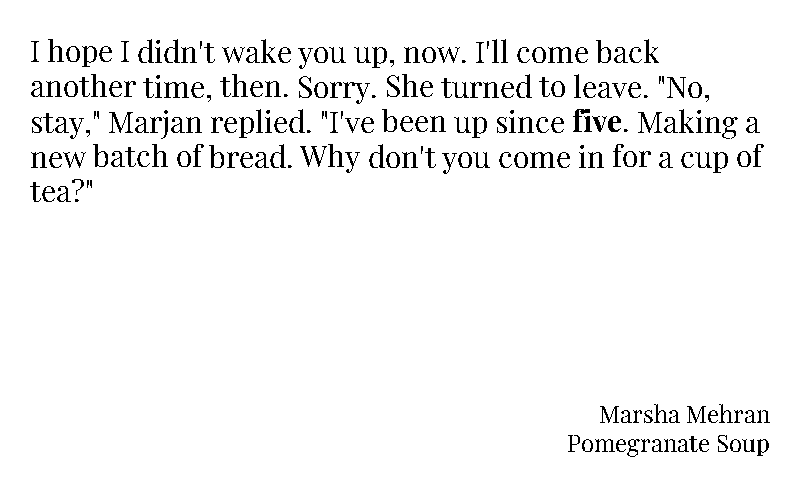 I hope I didn't wake you up, now. I'll come back
another time, then. Sorry. She turned to leave. "No,
stay," Marjan replied. "I've been up since five. Making a
new batch of bread. Why don't you come in for a cup of
tea?"
Marsha Mehran
Pomegranate Soup